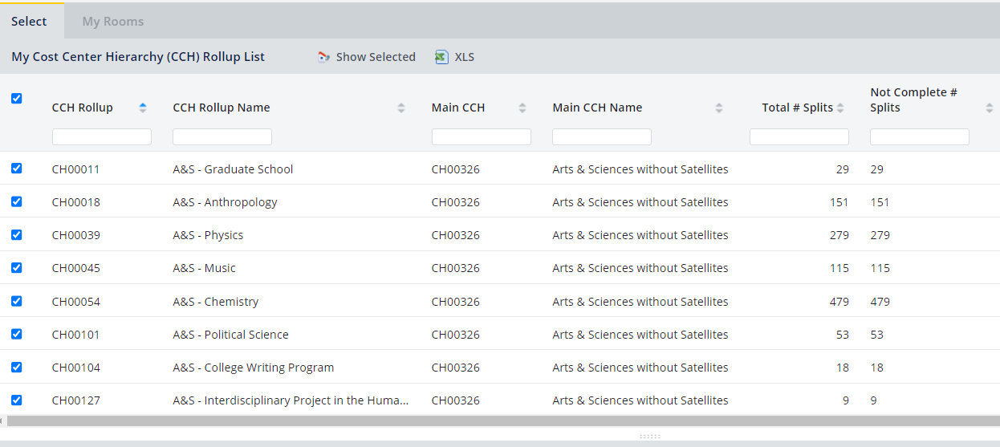 Select My Rooms
My Cost Center Hierarchy (CCH) Rollup List Show Selected XLS
CCH Rollup CCH Rollup Name Main CCH Main CCH Name Total # Splits Not Complete # Splits
CH00011 A&S - Graduate School CH00326 Arts & Sciences without Satellites 29 29
CH00018 A&S - Anthropology CH00326 Arts & Sciences without Satellites 151 151
CH00039 A&S - Physics CH00326 Arts & Sciences without Satellites 279 279
CH00045 A&S - Music CH00326 Arts & Sciences without Satellites 115 115
CH00054 A&S - Chemistry CH00326 Arts & Sciences without Satellites 479 479
CH00101 A&S - Political Science CH00326 Arts & Sciences without Satellites 53 53
CH00104 A&S - College Writing Program CH00326 Arts & Sciences without Satellites 18 18
CH00127 A&S - Interdisciplinary Project in the Huma... CH00326 Arts & Sciences without Satellites 9 9